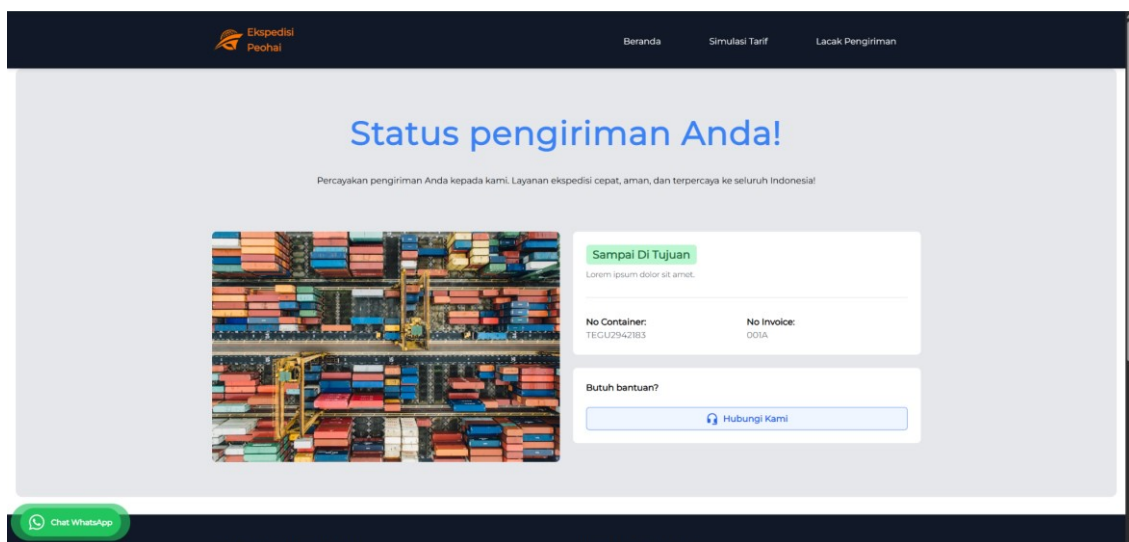 Ekspedisi
Peohai
Beranda
Simulasi Tarif
Lacak Pengiriman
Status pengiriman Anda!
Percayakan pengiriman Anda kepada kami. Layanan ekspedisi cepat, aman, dan terpercaya ke seluruh Indonesia!
Sampai Di Tujuan
Lorem ipsum dolor sit amet.
No Container:
TEGU2942183
No Invoice:
001A
Butuh bantuan?
Hubungi Kami
Chat WhatsApp